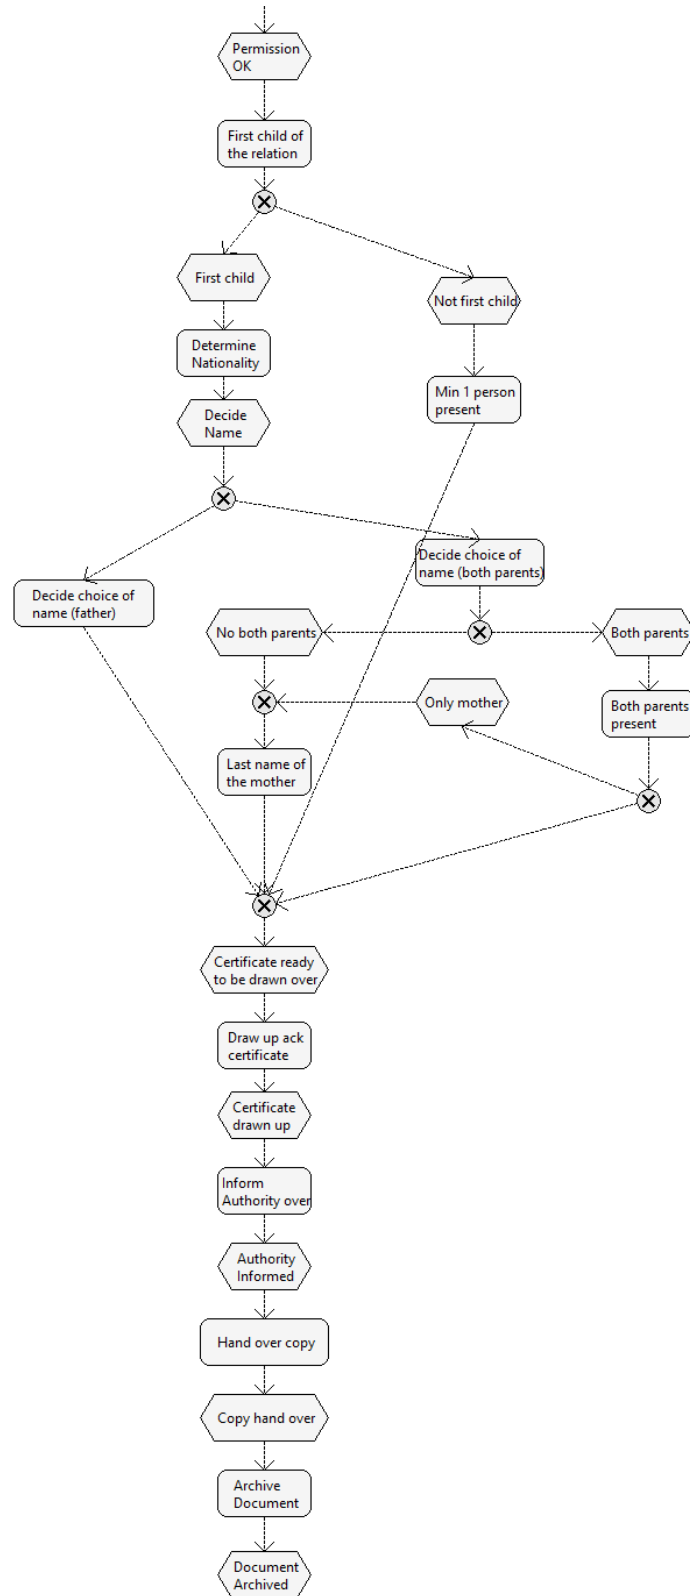 Permission
OK
First child of
the relation
First child
Not first child
Determine
Nationality
Min 1 person
present
Decide
Name
Decide choice of
name (both parents)
Decide choice of
name (father)
No both parents
Both parents
Only mother
Both parents
present
Last name of
the mother
Certificate ready
to be drawn over
Draw up ack
certificate
Certificate
drawn up
Inform
Authority over
Authority
Informed
Hand over copy
Copy hand over
Archive
Document
Document
Archived